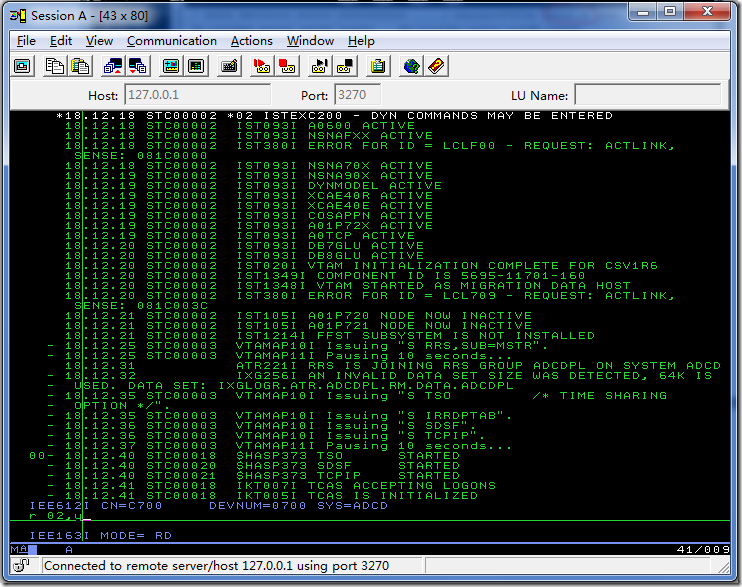 Session A - [43 x 80]
File Edit View Communication Actions Window Help
Host: 127.0.0.1 Port: 3270 LU Name:
*18.12.18 STC00002 *02 ISTEXC200 - DYN COMMANDS MAY BE ENTERED
18.12.18 STC00002 IST093I A0600 ACTIVE
18.12.18 STC00002 IST093I NSNAFXX ACTIVE
18.12.18 STC00002 IST380I ERROR FOR ID = LCLF00 - REQUEST: ACTLINK,
SENSE: 081C0000
18.12.18 STC00002 IST093I NSNA70X ACTIVE
18.12.19 STC00002 IST093I NSNA90X ACTIVE
18.12.19 STC00002 IST093I DYNMODEL ACTIVE
18.12.19 STC00002 IST093I XCAE40R ACTIVE
18.12.19 STC00002 IST093I XCAE40E ACTIVE
18.12.19 STC00002 IST093I COSAPPN ACTIVE
18.12.19 STC00002 IST093I A01P72X ACTIVE
18.12.19 STC00002 IST093I A0TCP ACTIVE
18.12.20 STC00002 IST093I DB7GLU ACTIVE
18.12.20 STC00002 IST093I DB8GLU ACTIVE
18.12.20 STC00002 IST020I VTAM INITIALIZATION COMPLETE FOR CSV1R6
18.12.20 STC00002 IST1349I COMPONENT ID IS 5695-11701-160
18.12.20 STC00002 IST1348I VTAM STARTED AS MIGRATION DATA HOST
18.12.20 STC00002 IST380I ERROR FOR ID = LCL709 - REQUEST: ACTLINK,
SENSE: 081C003C
18.12.21 STC00002 IST105I A01P720 NODE NOW INACTIVE
18.12.21 STC00002 IST105I A01P721 NODE NOW INACTIVE
18.12.21 STC00002 IST1214I FFST SUBSYSTEM IS NOT INSTALLED
- 18.12.25 STC00003 VTAMAP10I Issuing "S RRS,SUB=MSTR".
- 18.12.25 STC00003 VTAMAP11I Pausing 10 seconds...
- 18.12.31 ATR221I RRS IS JOINING RRS GROUP ADCDPL ON SYSTEM ADCD
- 18.12.32 IXG256I AN INVALID DATA SET SIZE WAS DETECTED, 64K IS
- USED. DATA SET: IXGLOGR.ATR.ADCDPL.RM.DATA.ADCDPL
- 18.12.35 STC00003 VTAMAP10I Issuing "S TSO /* TIME SHARING
OPTION */".
- 18.12.35 STC00003 VTAMAP10I Issuing "S IRRDPTAB".
- 18.12.36 STC00003 VTAMAP10I Issuing "S SDSF".
- 18.12.36 STC00003 VTAMAP10I Issuing "S TCPIP".
- 18.12.37 STC00003 VTAMAP11I Pausing 10 seconds...
00- 18.12.40 STC00018 $HASP373 TSO STARTED
- 18.12.40 STC00020 $HASP373 SDSF STARTED
- 18.12.40 STC00021 $HASP373 TCPIP STARTED
- 18.12.41 STC00018 IKT007I TCAS ACCEPTING LOGONS
- 18.12.41 STC00018 IKT005I TCAS IS INITIALIZED
IEE612I CN=C700 DEVNUM=0700 SYS=ADCD
r 02,u
IEE163I MODE= RD
MA A 41/009
Connected to remote server/host 127.0.0.1 using port 3270